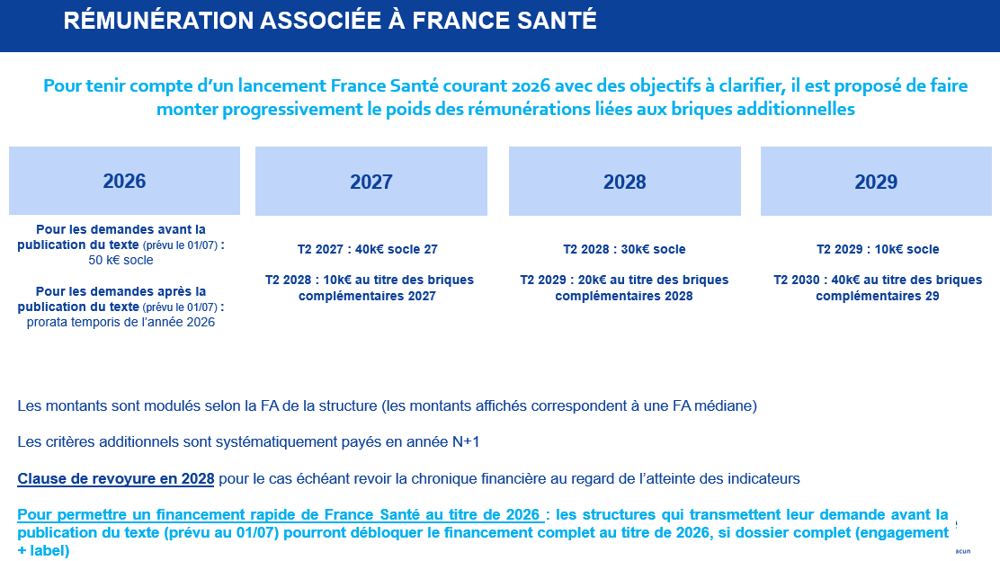 RÉMUNÉRATION ASSOCIÉE À FRANCE SANTÉ
Pour tenir compte d'un lancement France Santé courant 2026 avec des objectifs à clarifier, il est proposé de faire
monter progressivement le poids des rémunérations liées aux briques additionnelles
2026
Pour les demandes avant la
publication du texte (prévu le 01/07) :
50 k€ socle
Pour les demandes après la
publication du texte (prévu le 01/07) :
prorata temporis de l'année 2026
2027
T2 2027 : 40k€ socle 27
T2 2028 : 10k€ au titre des briques
complémentaires 2027
2028
T2 2028 : 30k€ socle
T2 2029 : 20k€ au titre des briques
complémentaires 2028
2029
T2 2029 : 10k€ socle
T2 2030 : 40k€ au titre des briques
complémentaires 29
Les montants sont modulés selon la FA de la structure (les montants affichés correspondent à une FA médiane)
Les critères additionnels sont systématiquement payés en année N+1
Clause de revoyure en 2028 pour le cas échéant revoir la chronique financière au regard de l'atteinte des indicateurs
Pour permettre un financement rapide de France Santé au titre de 2026 : les structures qui transmettent leur demande avant la
publication du texte (prévu au 01/07) pourront débloquer le financement complet au titre de 2026, si dossier complet (engagement
+ label)
acun